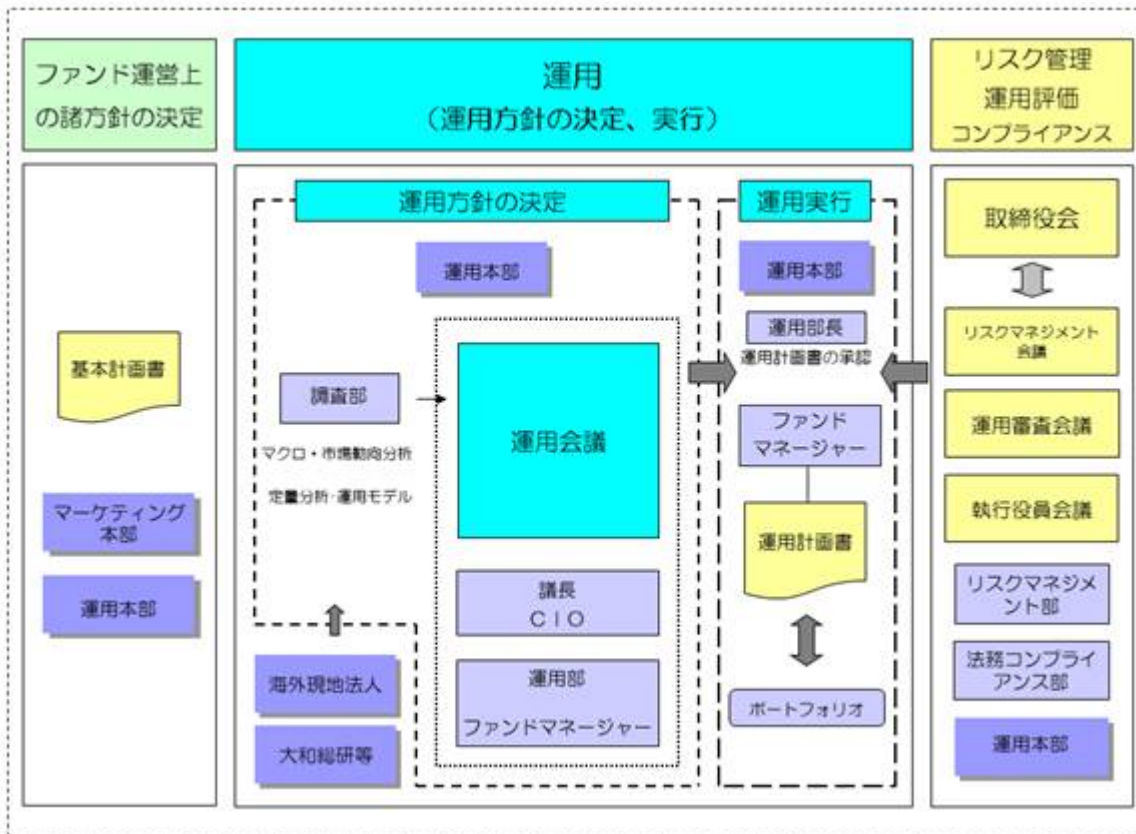 ファンド運営上
の諸方針の決定
運用
（運用方針の決定、実行）
リスク管理
運用評価
コンプライアンス
基本計画書
マーケティング
本部
運用本部
運用方針の決定
運用本部
調査部
マクロ・市場動向分析
定量分析・運用モデル
運用会議
議長
ＣＩＯ
運用部
ファンドマネージャー
海外現地法人
大和総研等
運用実行
運用本部
運用部長
運用計画書の承認
ファンド
マネージャー
運用計画書
ポートフォリオ
取締役会
リスクマネジメント
会議
運用審査会議
執行役員会議
リスクマネジメ
ント部
法務コンプライ
アンス部
運用本部